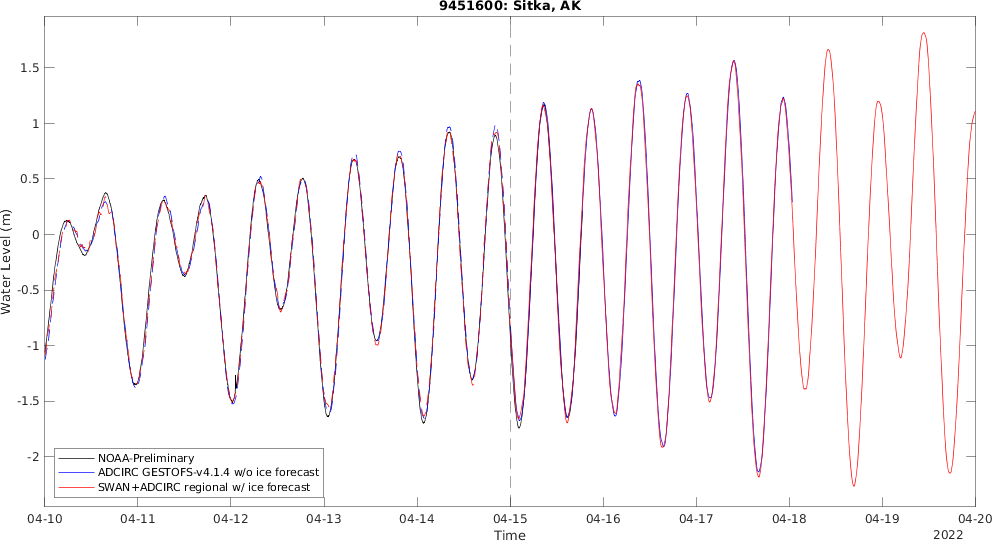 9451600: Sitka, AK
Water Level (m)
1.5
1
0.5
0
-0.5
-1
-1.5
-2
NOAA-Preliminary
ADCIRC GESTOFS-v4.1.4 w/o ice forecast
SWAN+ADCIRC regional w/ ice forecast
04-10 04-11 04-12 04-13 04-14 04-15 04-16 04-17 04-18 04-19 04-20
Time
2022